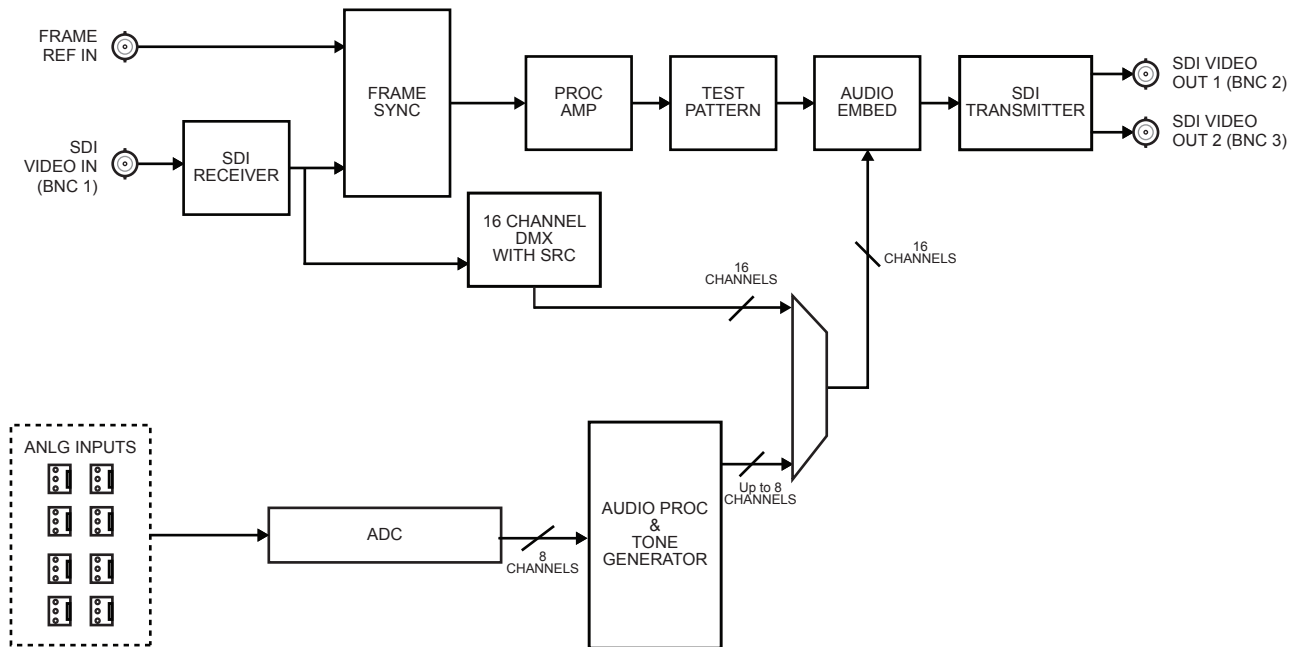 FRAME
REF IN
SDI
VIDEO IN
(BNC 1)
SDI
RECEIVER
FRAME
SYNC
PROC
AMP
TEST
PATTERN
AUDIO
EMBED
SDI
TRANSMITTER
SDI VIDEO
OUT 1 (BNC 2)
SDI VIDEO
OUT 2 (BNC 3)
16 CHANNEL
DMX
WITH SRC
16
CHANNELS
16
CHANNELS
ANLG INPUTS
ADC
8
CHANNELS
AUDIO PROC
&
TONE
GENERATOR
Up to 8
CHANNELS